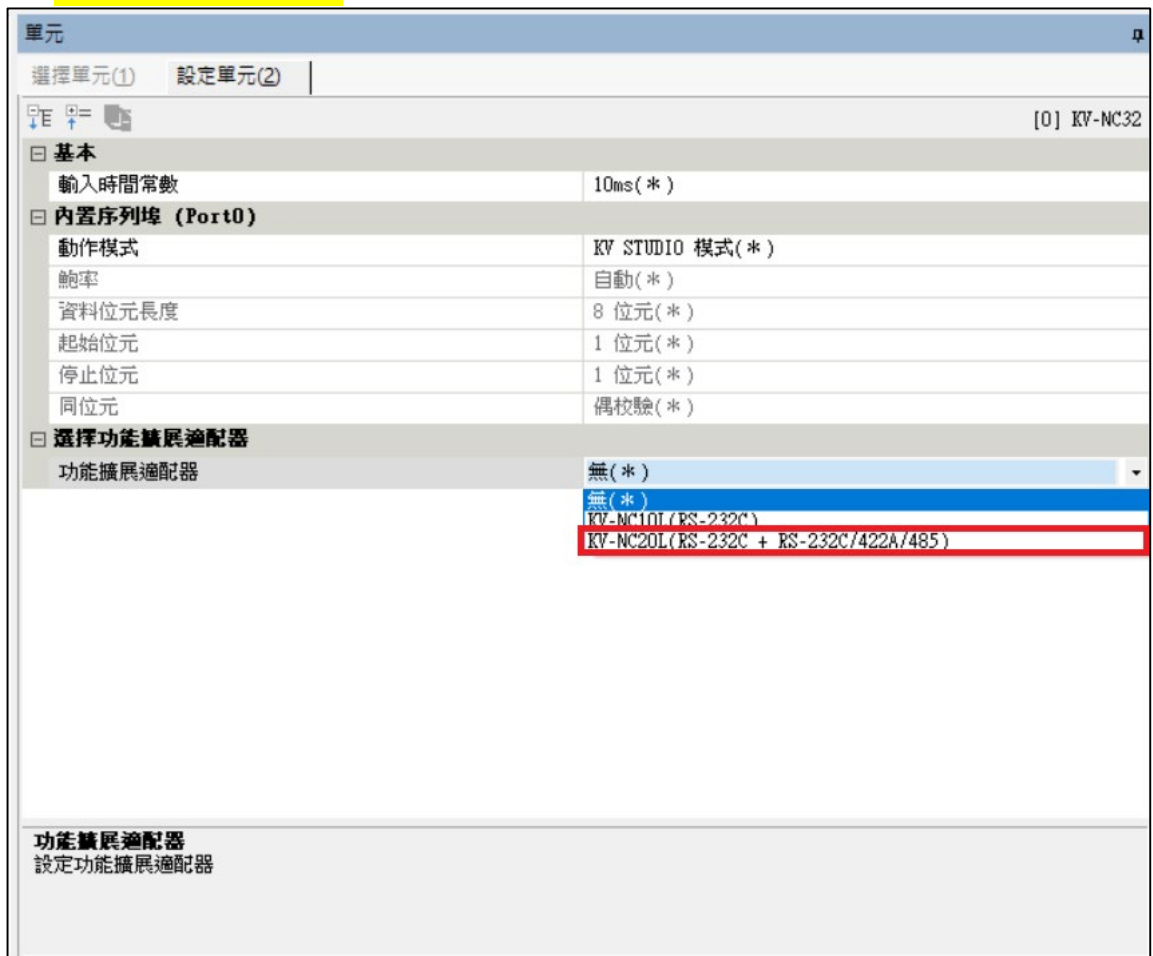 單元
選擇單元(1) 設定單元(2)
[0] KV-NC32
基本
輸入時間常數 10ms(*)
內置序列埠 (Port0)
動作模式 KV STUDIO 模式(*)
鮑率 自動(*)
資料位元長度 8 位元(*)
起始位元 1 位元(*)
停止位元 1 位元(*)
同位元 偶校驗(*)
選擇功能擴展適配器
功能擴展適配器 無(*)
無(*)
KV-NC10L(RS-232C)
KV-NC20L(RS-232C + RS-232C/422A/485)
功能擴展適配器
設定功能擴展適配器